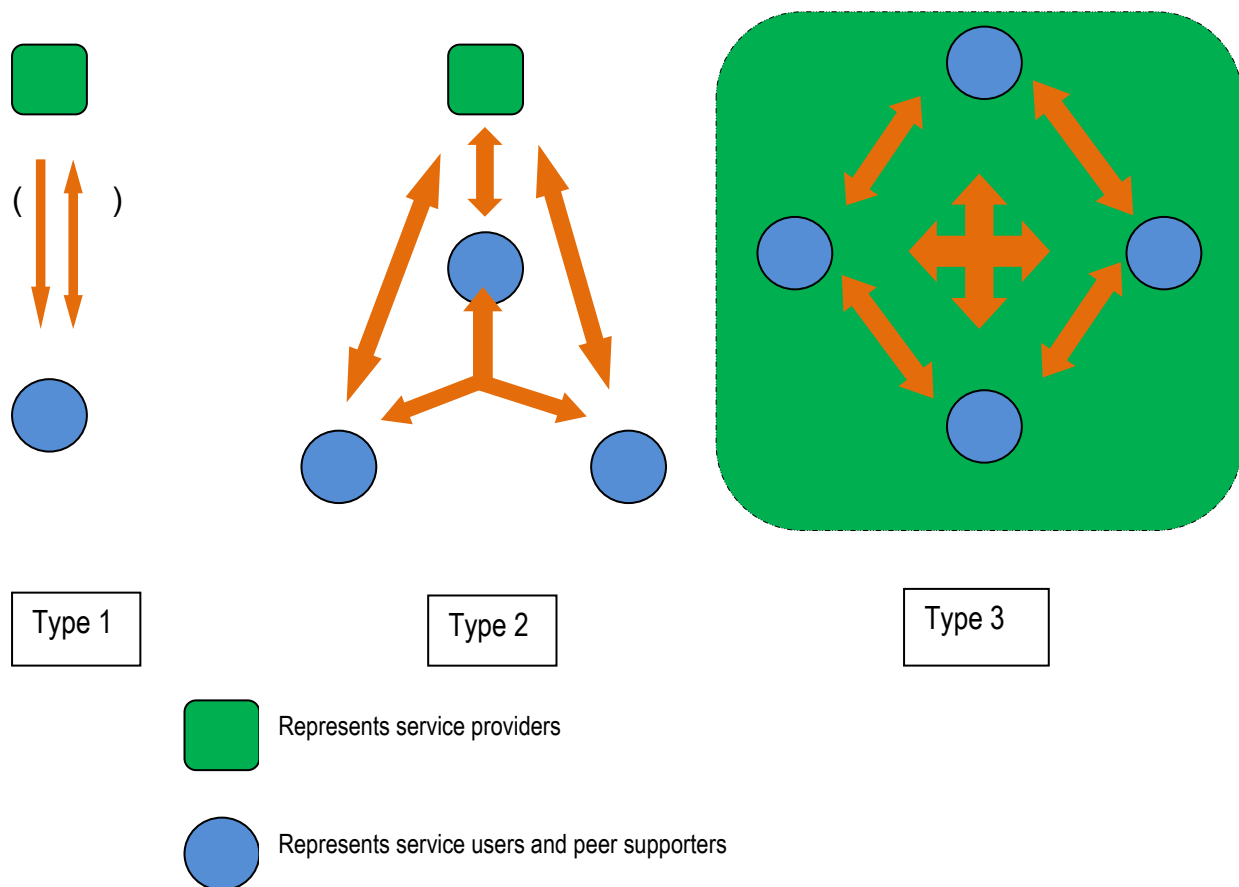 ( )
Type 1
Type 2
Type 3
Represents service providers
Represents service users and peer supporters